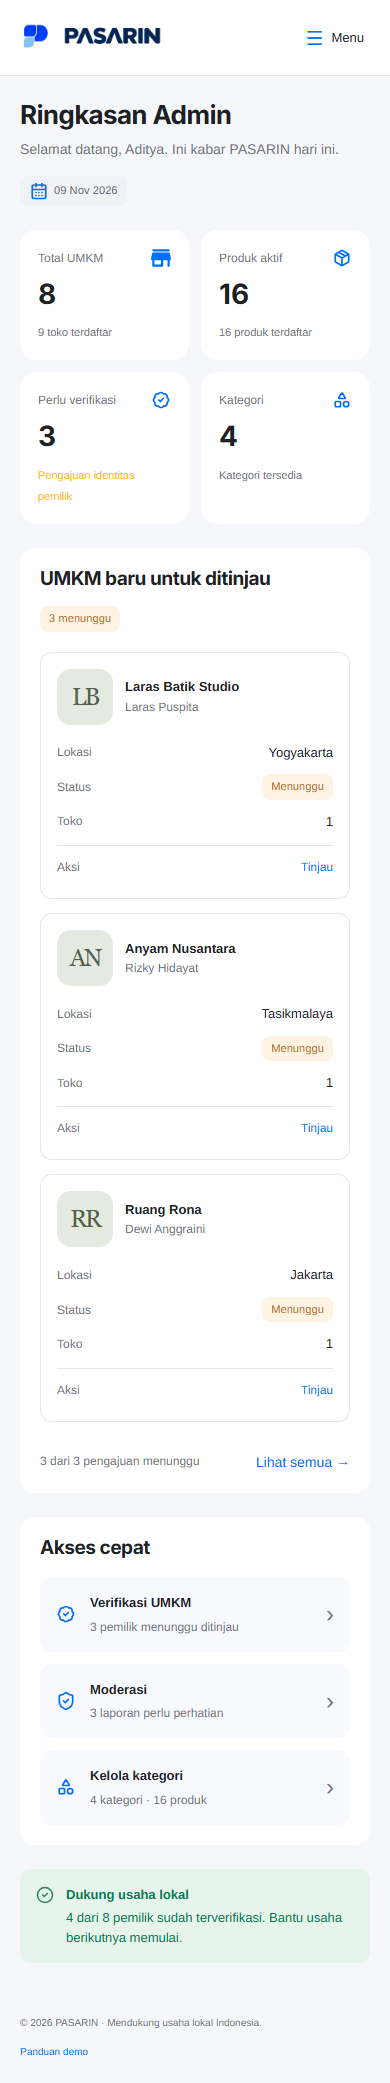 PASARIN
Menu
Ringkasan Admin
Selamat datang, Aditya. Ini kabar PASARIN hari ini.
09 Nov 2026
Total UMKM
8
9 toko terdaftar
Produk aktif
16
16 produk terdaftar
Perlu verifikasi
3
Pengajuan identitas
pemilik
Kategori
4
Kategori tersedia
UMKM baru untuk ditinjau
3 menunggu
LB
Laras Batik Studio
Laras Puspita
Lokasi Yogyakarta
Status Menunggu
Toko 1
Aksi Tinjau
AN
Anyam Nusantara
Rizky Hidayat
Lokasi Tasikmalaya
Status Menunggu
Toko 1
Aksi Tinjau
RR
Ruang Rona
Dewi Anggraini
Lokasi Jakarta
Status Menunggu
Toko 1
Aksi Tinjau
3 dari 3 pengajuan menunggu Lihat semua →
Akses cepat
Verifikasi UMKM
3 pemilik menunggu ditinjau
Moderasi
3 laporan perlu perhatian
Kelola kategori
4 kategori · 16 produk
Dukung usaha lokal
4 dari 8 pemilik sudah terverifikasi. Bantu usaha
berikutnya memulai.
© 2026 PASARIN · Mendukung usaha lokal Indonesia.
Panduan demo